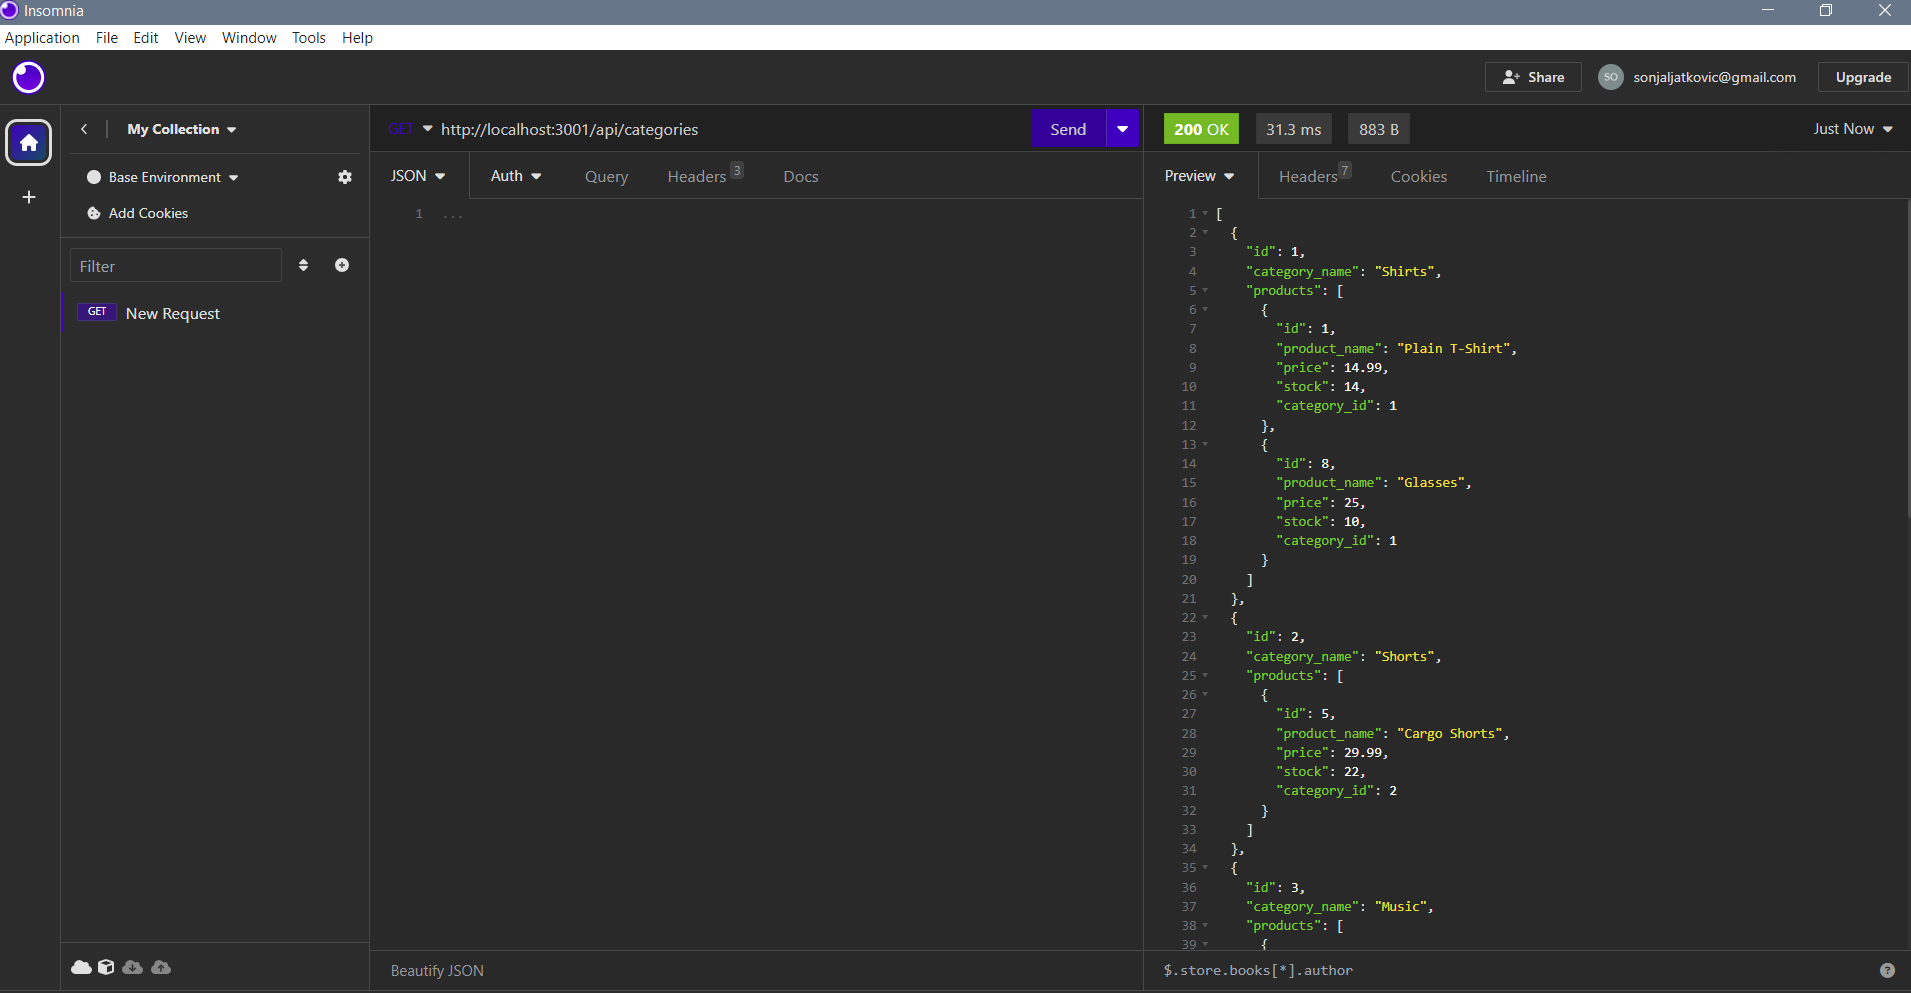 Insomnia
Application File Edit View Window Tools Help
Share SO sonjaljatkovic@gmail.com Upgrade
My Collection
Base Environment
Add Cookies
Filter
GET New Request
GET http://localhost:3001/api/categories Send
JSON Auth Query Headers 3 Docs
1 ...
Beautify JSON
200 OK 31.3 ms 883 B Just Now
Preview Headers 7 Cookies Timeline
1 [
2 {
3 "id": 1,
4 "category_name": "Shirts",
5 "products": [
6 {
7 "id": 1,
8 "product_name": "Plain T-Shirt",
9 "price": 14.99,
10 "stock": 14,
11 "category_id": 1
12 },
13 {
14 "id": 8,
15 "product_name": "Glasses",
16 "price": 25,
17 "stock": 10,
18 "category_id": 1
19 }
20 ]
21 },
22 {
23 "id": 2,
24 "category_name": "Shorts",
25 "products": [
26 {
27 "id": 5,
28 "product_name": "Cargo Shorts",
29 "price": 29.99,
30 "stock": 22,
31 "category_id": 2
32 }
33 ]
34 },
35 {
36 "id": 3,
37 "category_name": "Music",
38 "products": [
39 {
$.store.books[*].author